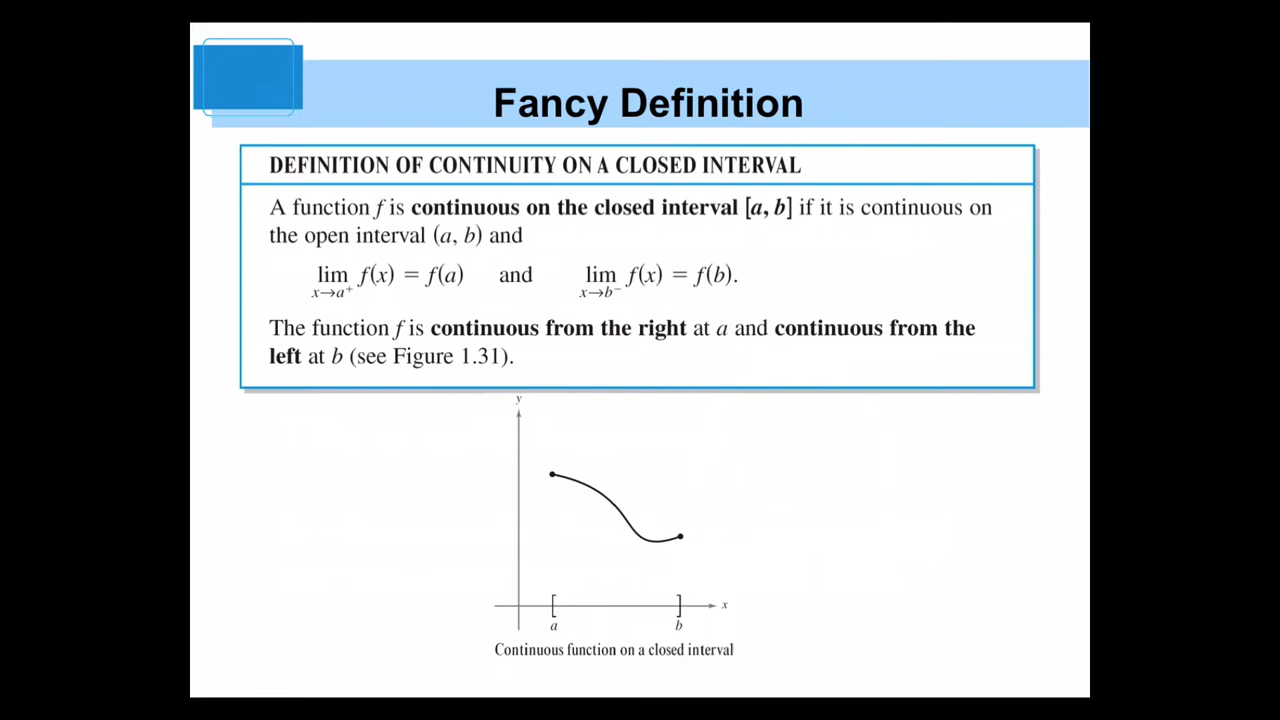 Fancy Definition
DEFINITION OF CONTINUITY ON A CLOSED INTERVAL
A function f is continuous on the closed interval [a, b] if it is continuous on
the open interval (a, b) and
lim f(x) = f(a) and lim f(x) = f(b).
x→a⁺ x→b⁻
The function f is continuous from the right at a and continuous from the
left at b (see Figure 1.31).
y
[ ] x
a b
Continuous function on a closed interval